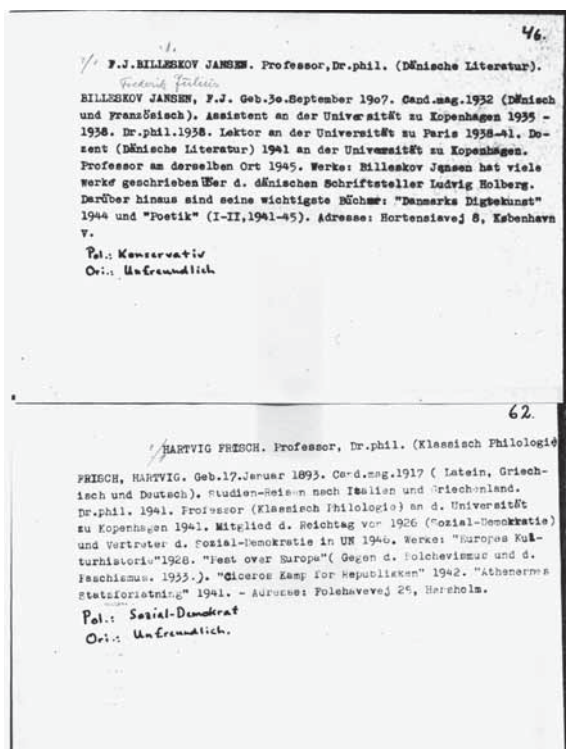 46.
F.J.BILLESKOV JANSEN. Professor,Dr.phil. (Dänische Literatur).
Frederik Julius
BILLESKOV JANSEN, F.J. Geb.3o.September 19o7. Cand.mag.1932 (Dänisch
und Französisch). Assistent an der Universität zu Kopenhagen 1935 -
1938. Dr.phil.1938. Lektor an der Universität zu Paris 1938-41. Do-
zent (Dänische Literatur) 1941 an der Universität zu Kopenhagen.
Professor am derselben Ort 1945. Werke: Billeskov Jansen hat viele
Werke geschrieben über d. dänischen Schriftsteller Ludvig Holberg.
Darüber hinaus sind seine wichtigste Bücher: "Danmarks Digtekunst"
1944 und "Poetik" (I-II,1941-45). Adresse: Hortensiavej 8, København
V.
Pol.: Konservativ
Ori.: Unfreundlich
62.
HARTVIG FRISCH. Professor, Dr.phil. (Klassisch Philologie
FRISCH, HARTVIG. Geb.17.Januar 1893. Cand.mag.1917 ( Latein, Griech-
isch und Deutsch). Studien-Reisen nach Italien und Griechenland.
Dr.phil. 1941. Professor (Klassisch Philologie) an d. Universität
zu Kopenhagen 1941. Mitglied d. Reichtag vor 1926 (Sozial-Demokratie)
und Vertreter d. Sozial-Demokratie in UN 1946. Werke: "Europas Kul-
turhistorie"1928. "Pest over Europa"( Gegen d. Bolchevismus und d.
Faschismus. 1933.). "Ciceros Kamp for Republikken" 1942. "Athenernes
Statsforfatning" 1941. - Adresse: Folehavevej 25, Hørsholm.
Pol.: Sozial-Demokrat
Ori.: Unfreundlich.